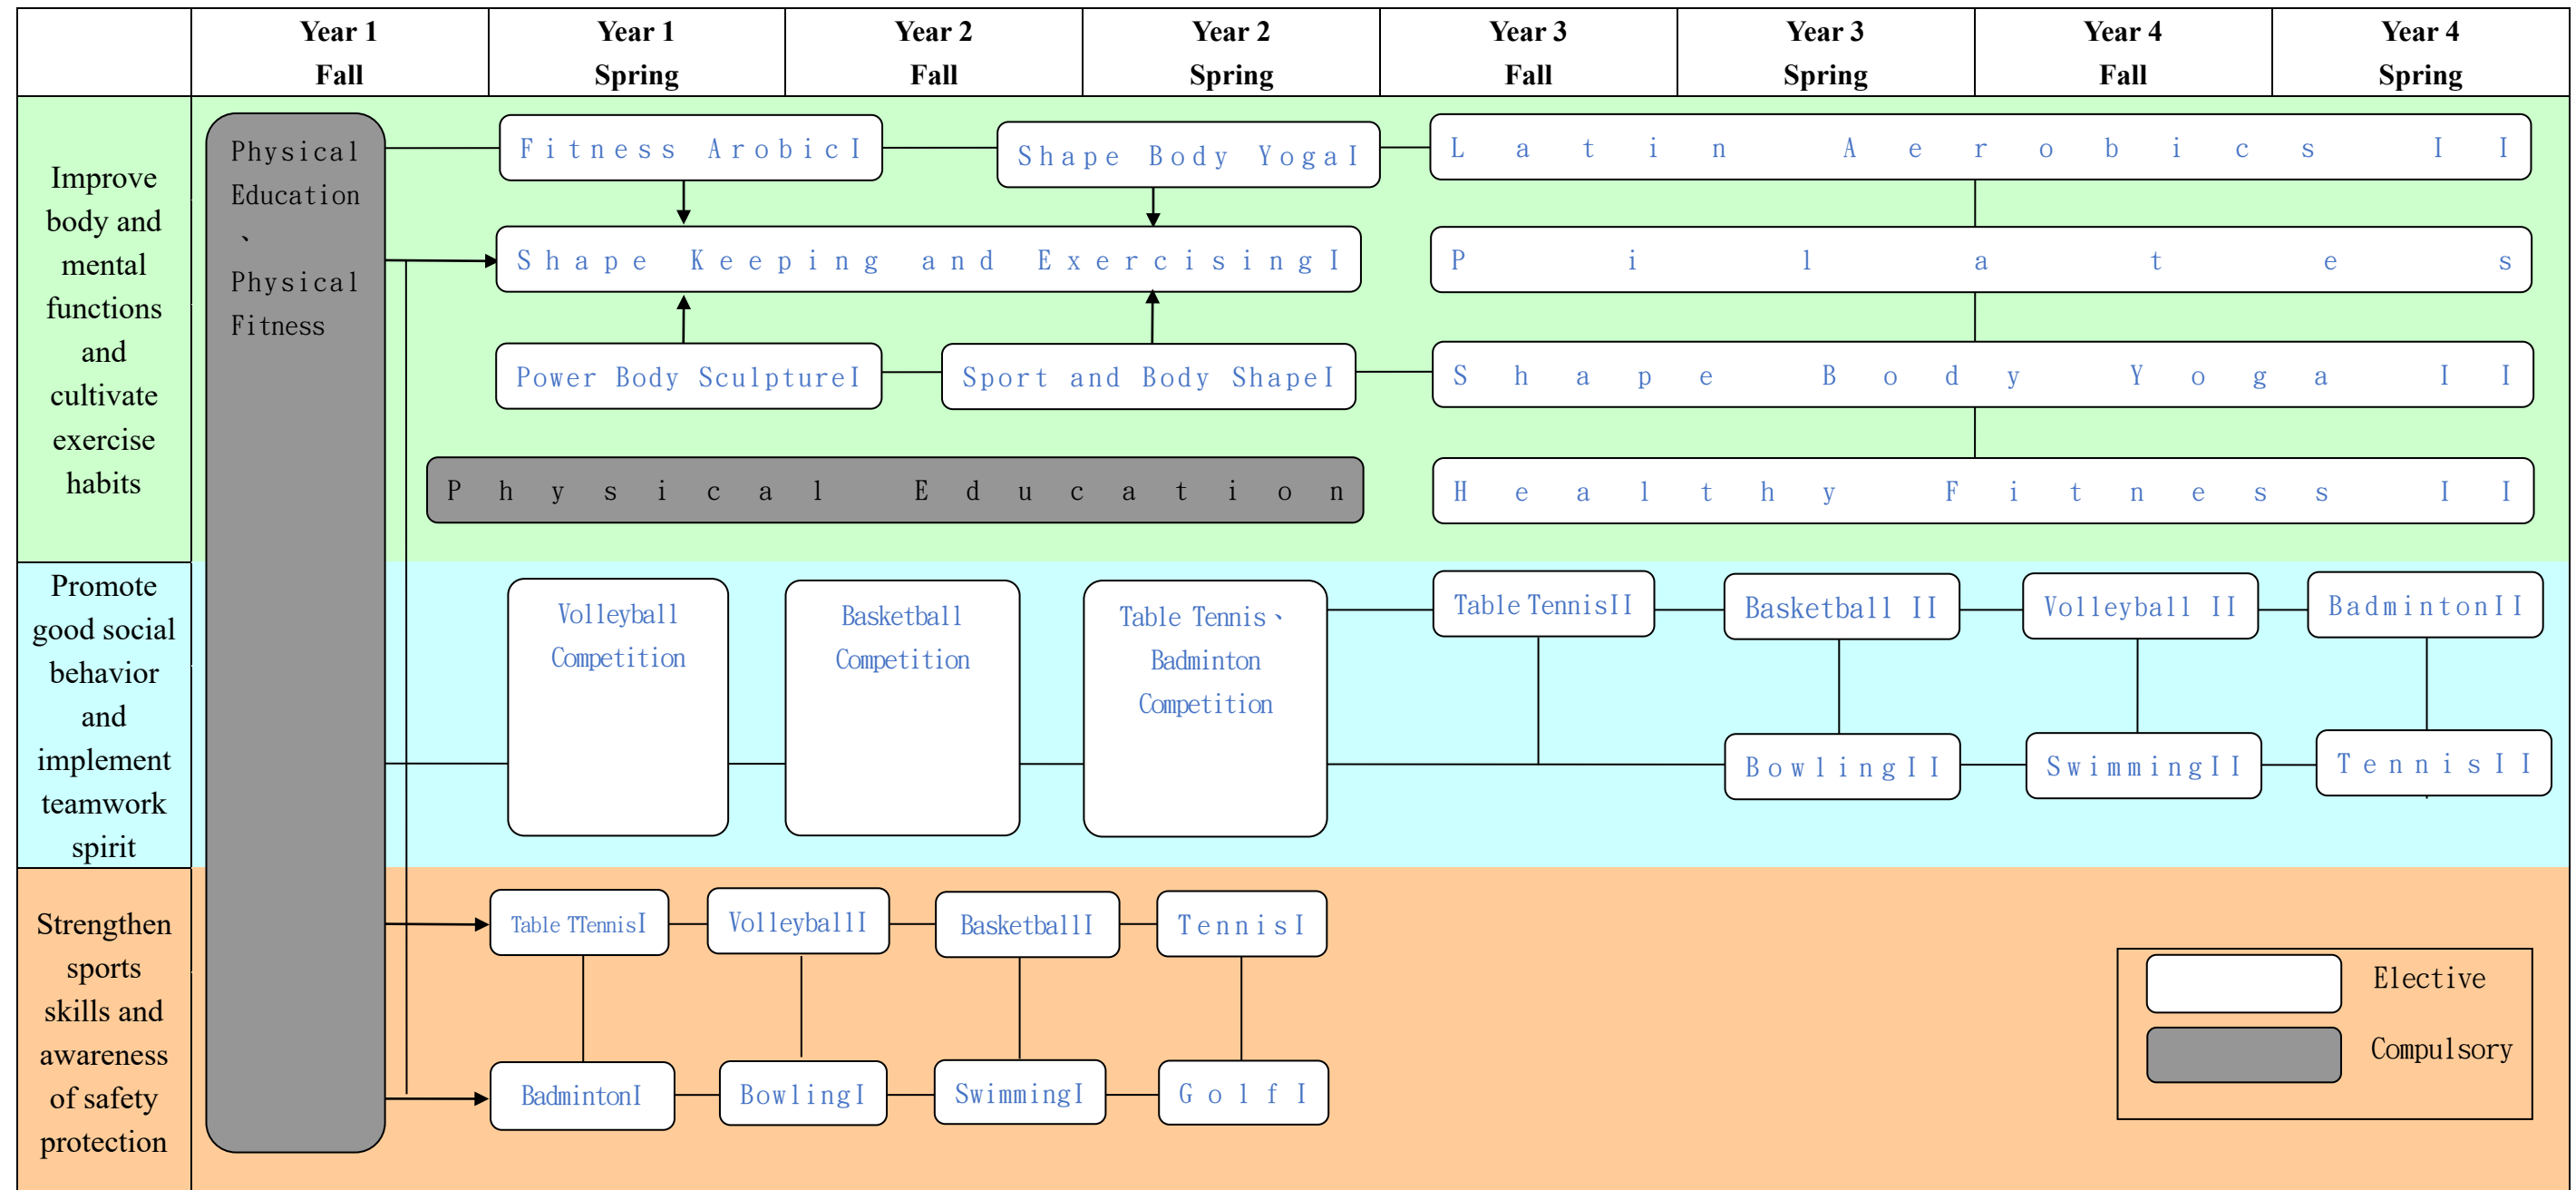 Year 1
Fall
Year 1
Spring
Year 2
Fall
Year 2
Spring
Year 3
Fall
Year 3
Spring
Year 4
Fall
Year 4
Spring
Improve
body and
mental
functions
and
cultivate
exercise
habits
Physical
Education
、
Physical
Fitness
Fitness ArobicI
Shape Body YogaI
Latin Aerobics II
Shape Keeping and ExercisingI
Pilates
Power Body SculptureI
Sport and Body ShapeI
Shape Body Yoga II
Physical Education
Healthy Fitness II
Promote
good social
behavior
and
implement
teamwork
spirit
Volleyball
Competition
Basketball
Competition
Table Tennis、
Badminton
Competition
Table TennisII
Basketball II
Volleyball II
BadmintonII
BowlingII
SwimmingII
TennisII
Strengthen
sports
skills and
awareness
of safety
protection
Table TTennisI
VolleyballI
BasketballI
TennisI
BadmintonI
BowlingI
SwimmingI
GolfI
Elective
Compulsory